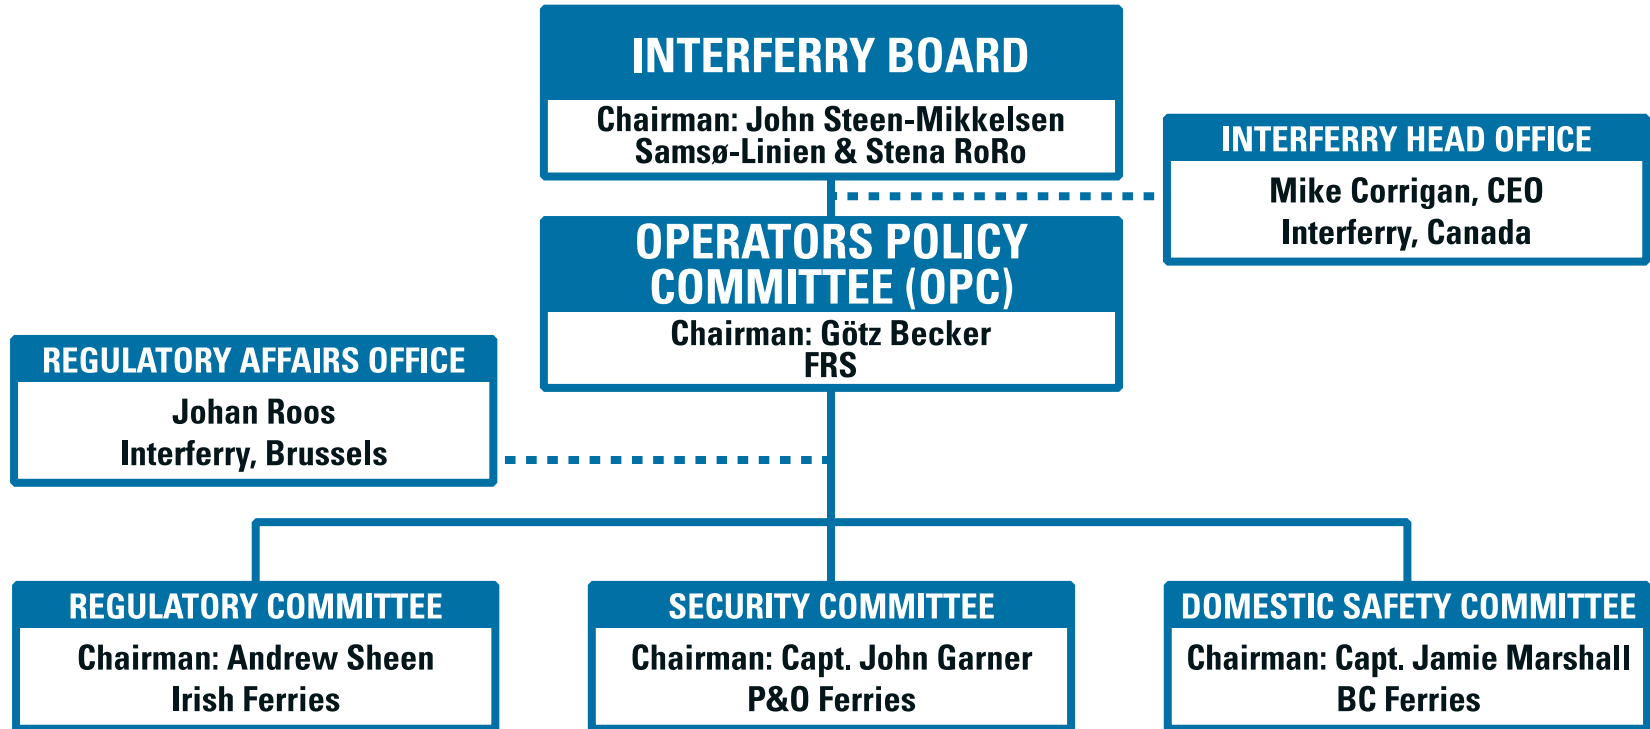 INTERFERRY BOARD
Chairman: John Steen-Mikkelsen
Samsø-Linien & Stena RoRo
INTERFERRY HEAD OFFICE
Mike Corrigan, CEO
Interferry, Canada
OPERATORS POLICY
COMMITTEE (OPC)
Chairman: Götz Becker
FRS
REGULATORY AFFAIRS OFFICE
Johan Roos
Interferry, Brussels
REGULATORY COMMITTEE
Chairman: Andrew Sheen
Irish Ferries
SECURITY COMMITTEE
Chairman: Capt. John Garner
P&O Ferries
DOMESTIC SAFETY COMMITTEE
Chairman: Capt. Jamie Marshall
BC Ferries